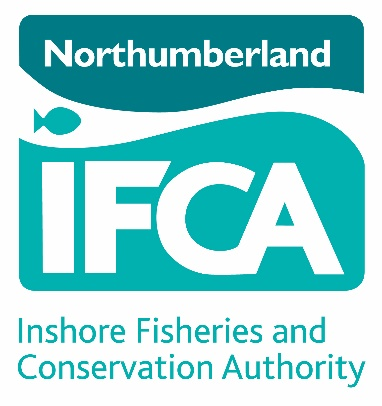 Northumberland
IFCA
Inshore Fisheries and
Conservation Authority